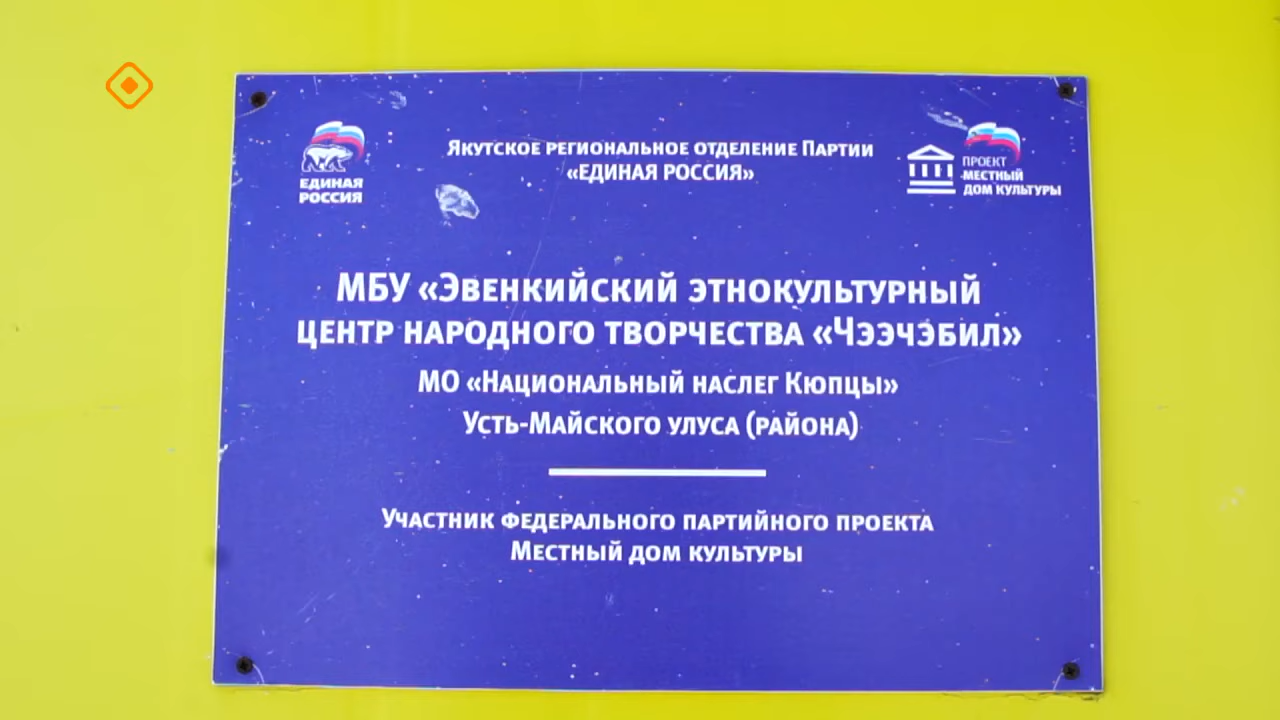 ЕДИНАЯ
РОССИЯ
Якутское региональное отделение Партии
«ЕДИНАЯ РОССИЯ»
ПРОЕКТ
МЕСТНЫЙ
ДОМ КУЛЬТУРЫ
МБУ «Эвенкийский этнокультурный
центр народного творчества «Чээчэбил»
МО «Национальный наслег Кюпцы»
Усть-Майского улуса (района)
Участник федерального партийного проекта
Местный дом культуры